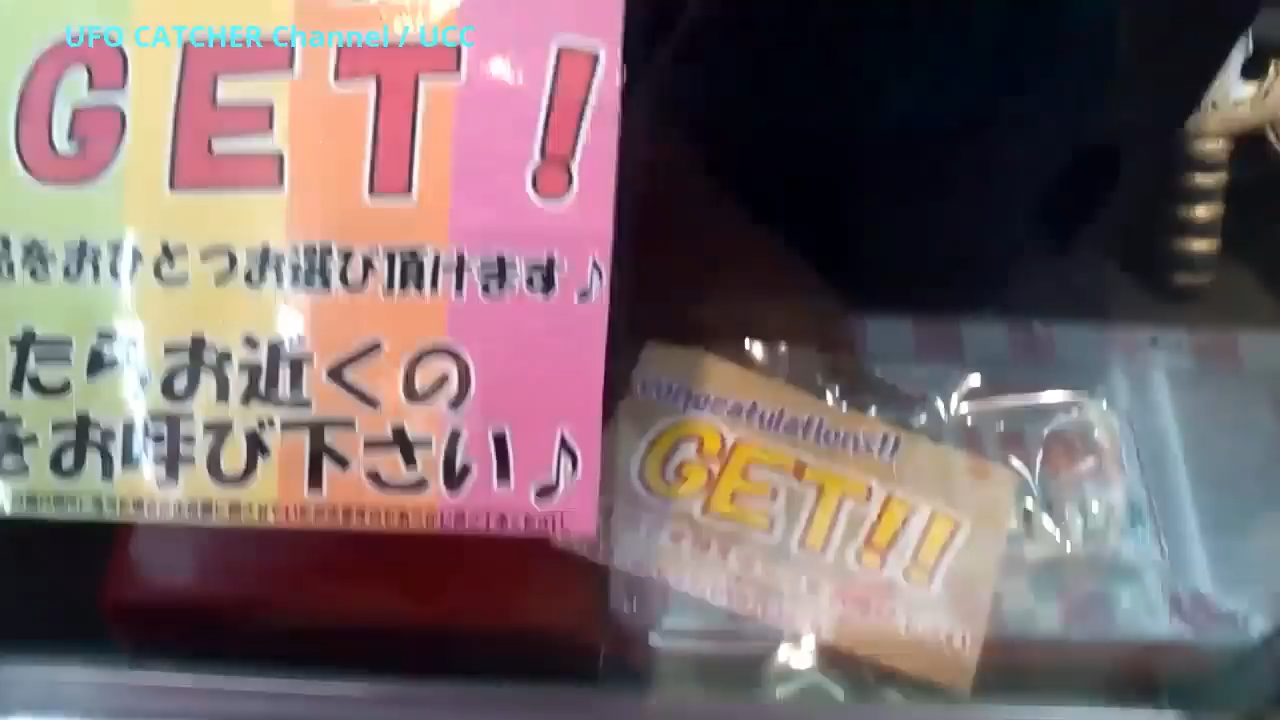 UFO CATCHER Channel / UCC
GET!
品をおひとつお選び頂けます♪
たらお近くの
をお呼び下さい♪
congratulations!!
GET!!